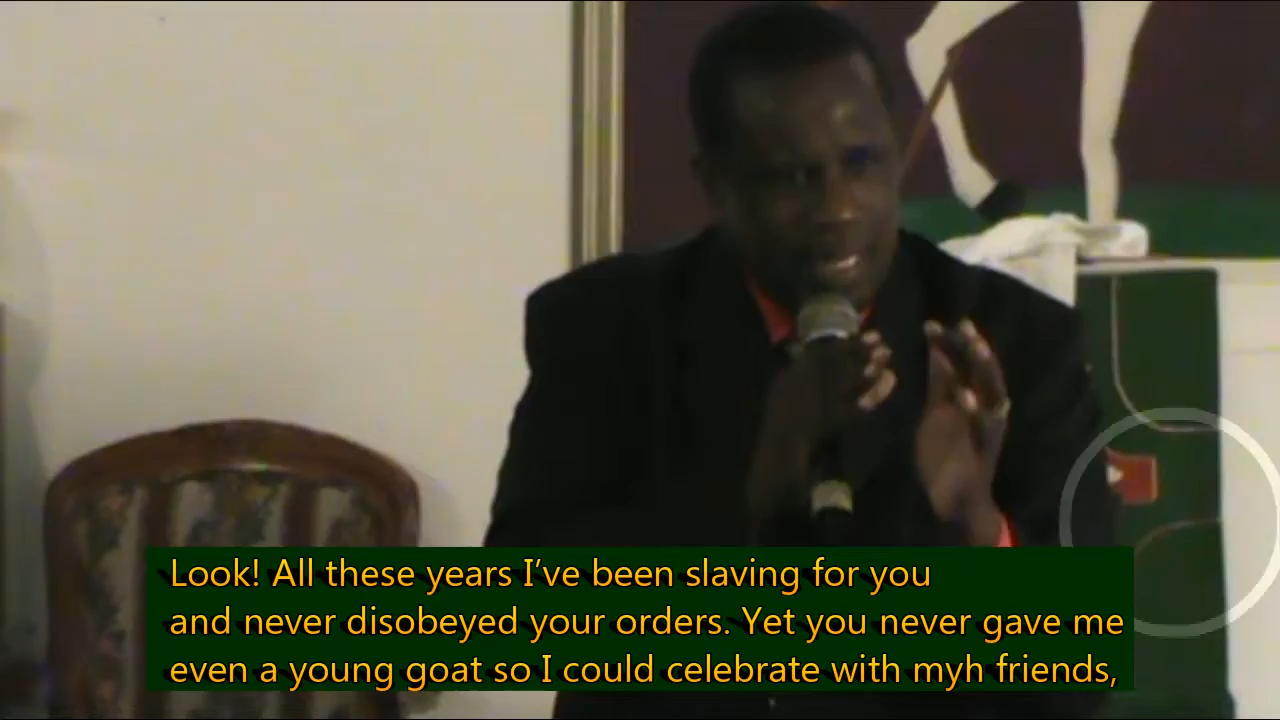 Look! All these years I’ve been slaving for you
and never disobeyed your orders. Yet you never gave me
even a young goat so I could celebrate with myh friends,